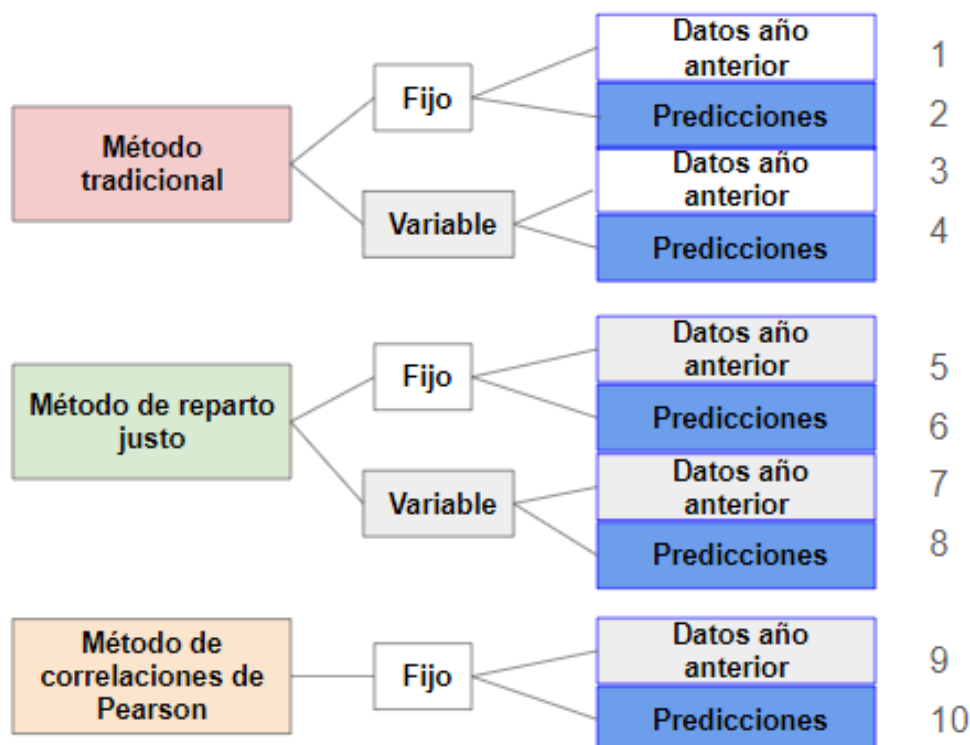 Método
tradicional
Fijo
Datos año
anterior
1
Predicciones
2
Variable
Datos año
anterior
3
Predicciones
4
Método de reparto
justo
Fijo
Datos año
anterior
5
Predicciones
6
Variable
Datos año
anterior
7
Predicciones
8
Método de
correlaciones de
Pearson
Fijo
Datos año
anterior
9
Predicciones
10